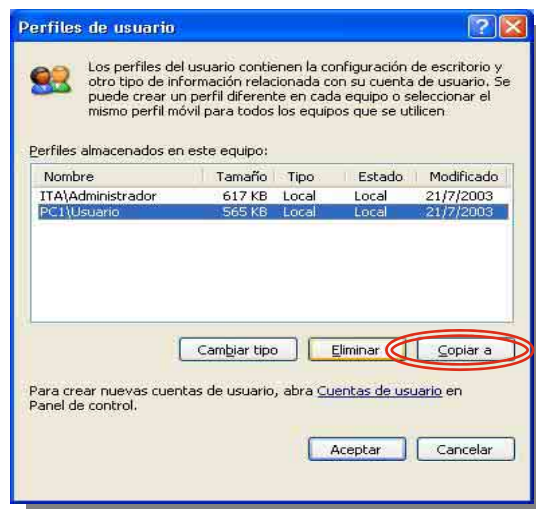 Perfiles de usuario
Los perfiles del usuario contienen la configuración de escritorio y
otro tipo de información relacionada con su cuenta de usuario. Se
puede crear un perfil diferente en cada equipo o seleccionar el
mismo perfil móvil para todos los equipos que se utilicen
Perfiles almacenados en este equipo:
Nombre Tamaño Tipo Estado Modificado
ITA\Administrador 617 KB Local Local 21/7/2003
PC1\Usuario 565 KB Local Local 21/7/2003
Cambiar tipo Eliminar Copiar a
Para crear nuevas cuentas de usuario, abra Cuentas de usuario en
Panel de control.
Aceptar Cancelar